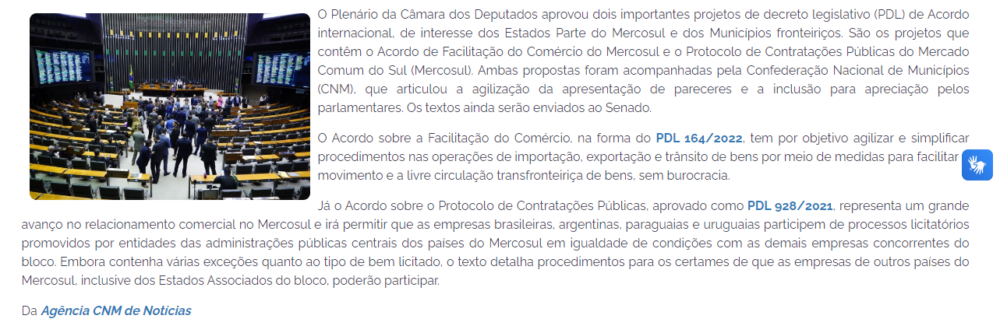 O Plenário da Câmara dos Deputados aprovou dois importantes projetos de decreto legislativo (PDL) de Acordo
internacional, de interesse dos Estados Parte do Mercosul e dos Municípios fronteiriços. São os projetos que
contêm o Acordo de Facilitação do Comércio do Mercosul e o Protocolo de Contratações Públicas do Mercado
Comum do Sul (Mercosul). Ambas propostas foram acompanhadas pela Confederação Nacional de Municípios
(CNM), que articulou a agilização da apresentação de pareceres e a inclusão para apreciação pelos
parlamentares. Os textos ainda serão enviados ao Senado.
O Acordo sobre a Facilitação do Comércio, na forma do PDL 164/2022, tem por objetivo agilizar e simplificar
procedimentos nas operações de importação, exportação e trânsito de bens por meio de medidas para facilitar
movimento e a livre circulação transfronteiriça de bens, sem burocracia.
Já o Acordo sobre o Protocolo de Contratações Públicas, aprovado como PDL 928/2021, representa um grande
avanço no relacionamento comercial no Mercosul e irá permitir que as empresas brasileiras, argentinas, paraguaias e uruguaias participem de processos licitatórios
promovidos por entidades das administrações públicas centrais dos países do Mercosul em igualdade de condições com as demais empresas concorrentes do
bloco. Embora contenha várias exceções quanto ao tipo de bem licitado, o texto detalha procedimentos para os certames de que as empresas de outros países do
Mercosul, inclusive dos Estados Associados do bloco, poderão participar.
Da Agência CNM de Notícias